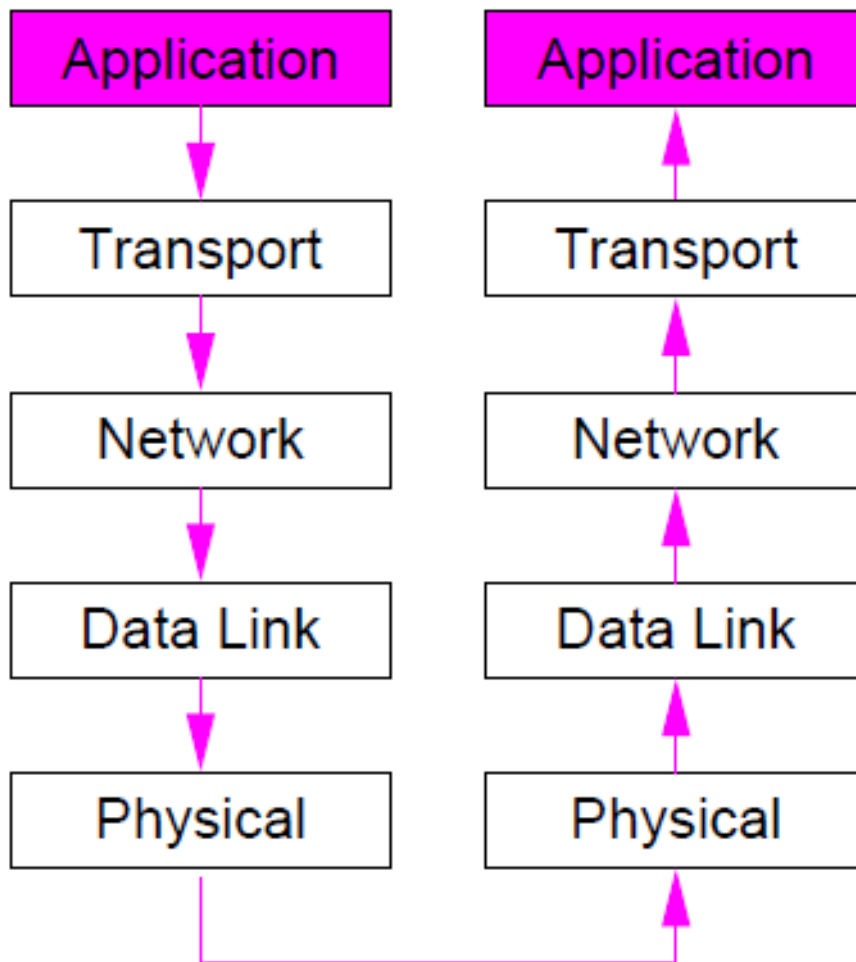 Application
Application
Transport
Transport
Network
Network
Data Link
Data Link
Physical
Physical